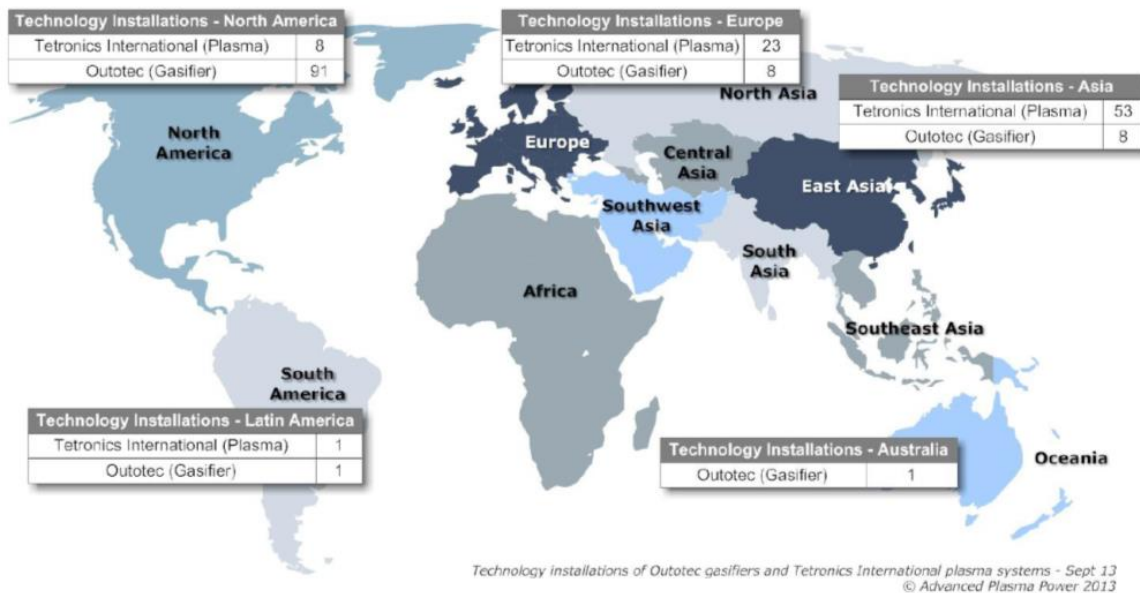 Technology Installations - North America
Tetronics International (Plasma) 8
Outotec (Gasifier) 91
Technology Installations - Europe
Tetronics International (Plasma) 23
Outotec (Gasifier) 8
Technology Installations - Asia
Tetronics International (Plasma) 53
Outotec (Gasifier) 8
North Asia
North
America
Europe
Central
Asia
East Asia
Southwest
Asia
South
Asia
Africa
Southeast Asia
South
America
Technology Installations - Latin America
Tetronics International (Plasma) 1
Outotec (Gasifier) 1
Technology Installations - Australia
Outotec (Gasifier) 1
Oceania
Technology installations of Outotec gasifiers and Tetronics International plasma systems - Sept 13
© Advanced Plasma Power 2013